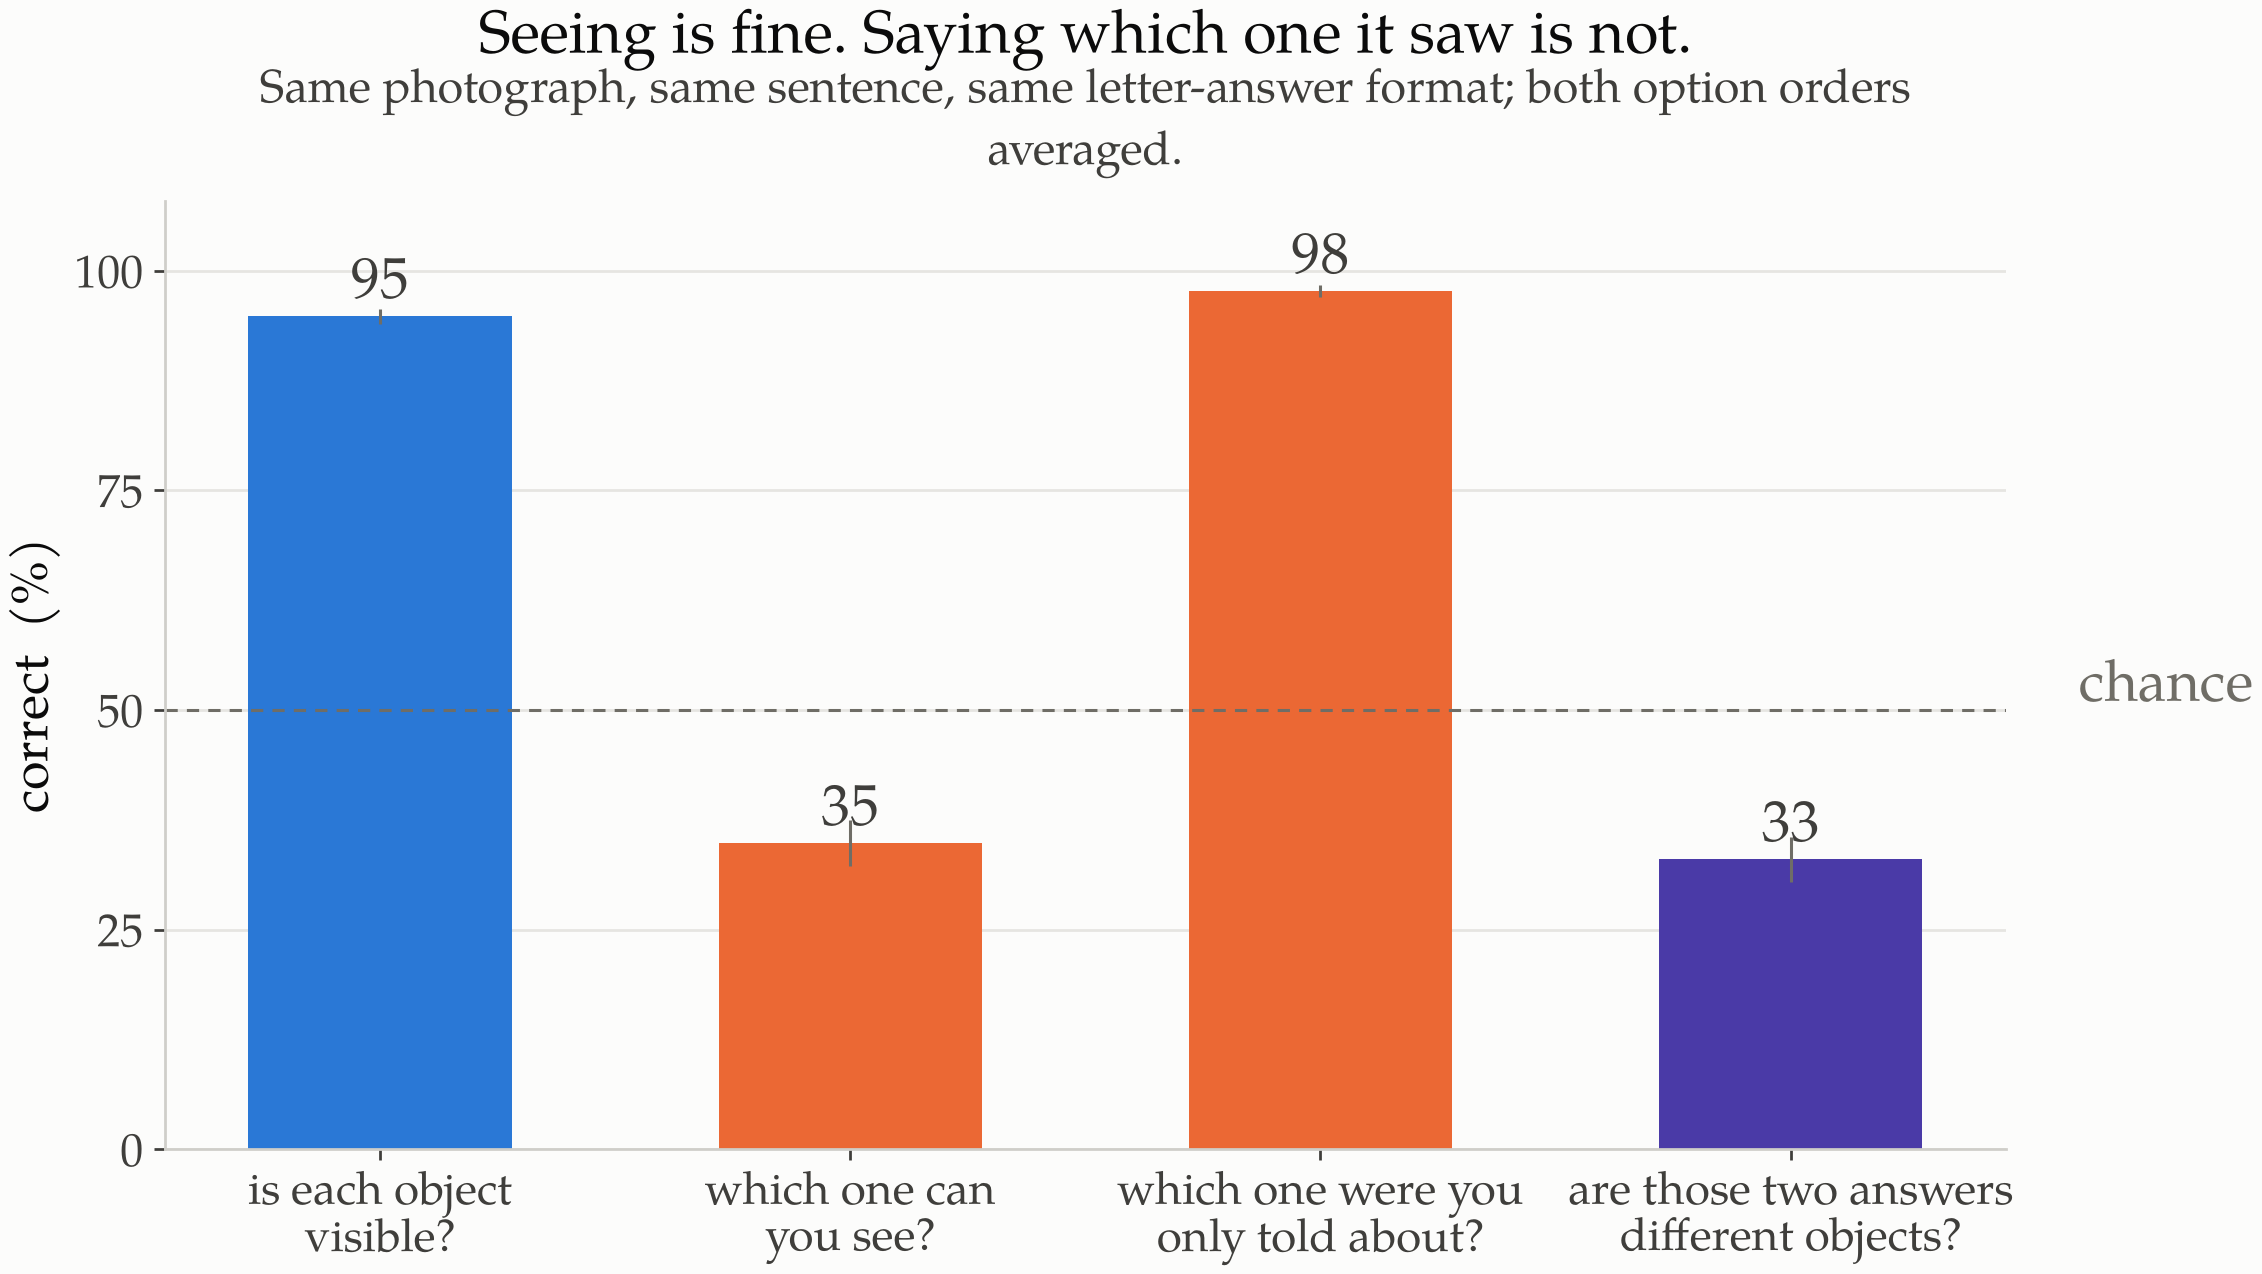 Seeing is fine. Saying which one it saw is not.
Same photograph, same sentence, same letter-answer format; both option orders
averaged.
100
75
50
25
0
correct (%)
95
35
98
33
chance
is each object
visible?
which one can
you see?
which one were you
only told about?
are those two answers
different objects?